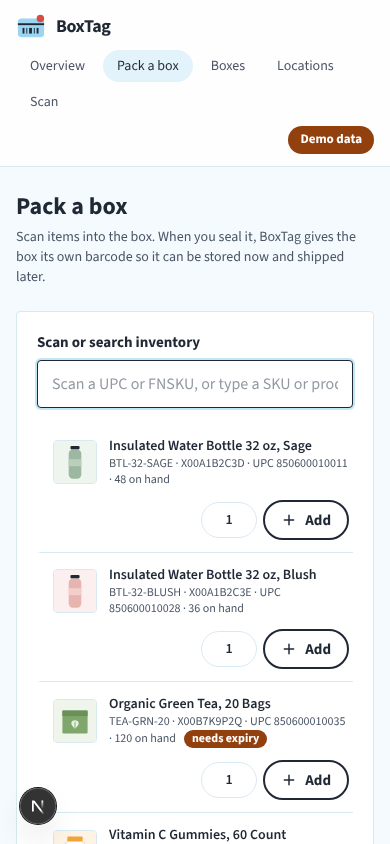 BoxTag
Overview
Pack a box
Boxes
Locations
Scan
Demo data
Pack a box
Scan items into the box. When you seal it, BoxTag gives the
box its own barcode so it can be stored now and shipped
later.
Scan or search inventory
Scan a UPC or FNSKU, or type a SKU or proc
Insulated Water Bottle 32 oz, Sage
BTL-32-SAGE · X00A1B2C3D · UPC 850600010011
· 48 on hand
1
+ Add
Insulated Water Bottle 32 oz, Blush
BTL-32-BLUSH · X00A1B2C3E · UPC
850600010028 · 36 on hand
1
+ Add
Organic Green Tea, 20 Bags
TEA-GRN-20 · X00B7K9P2Q · UPC 850600010035
· 120 on hand needs expiry
1
+ Add
N
Vitamin C Gummies, 60 Count